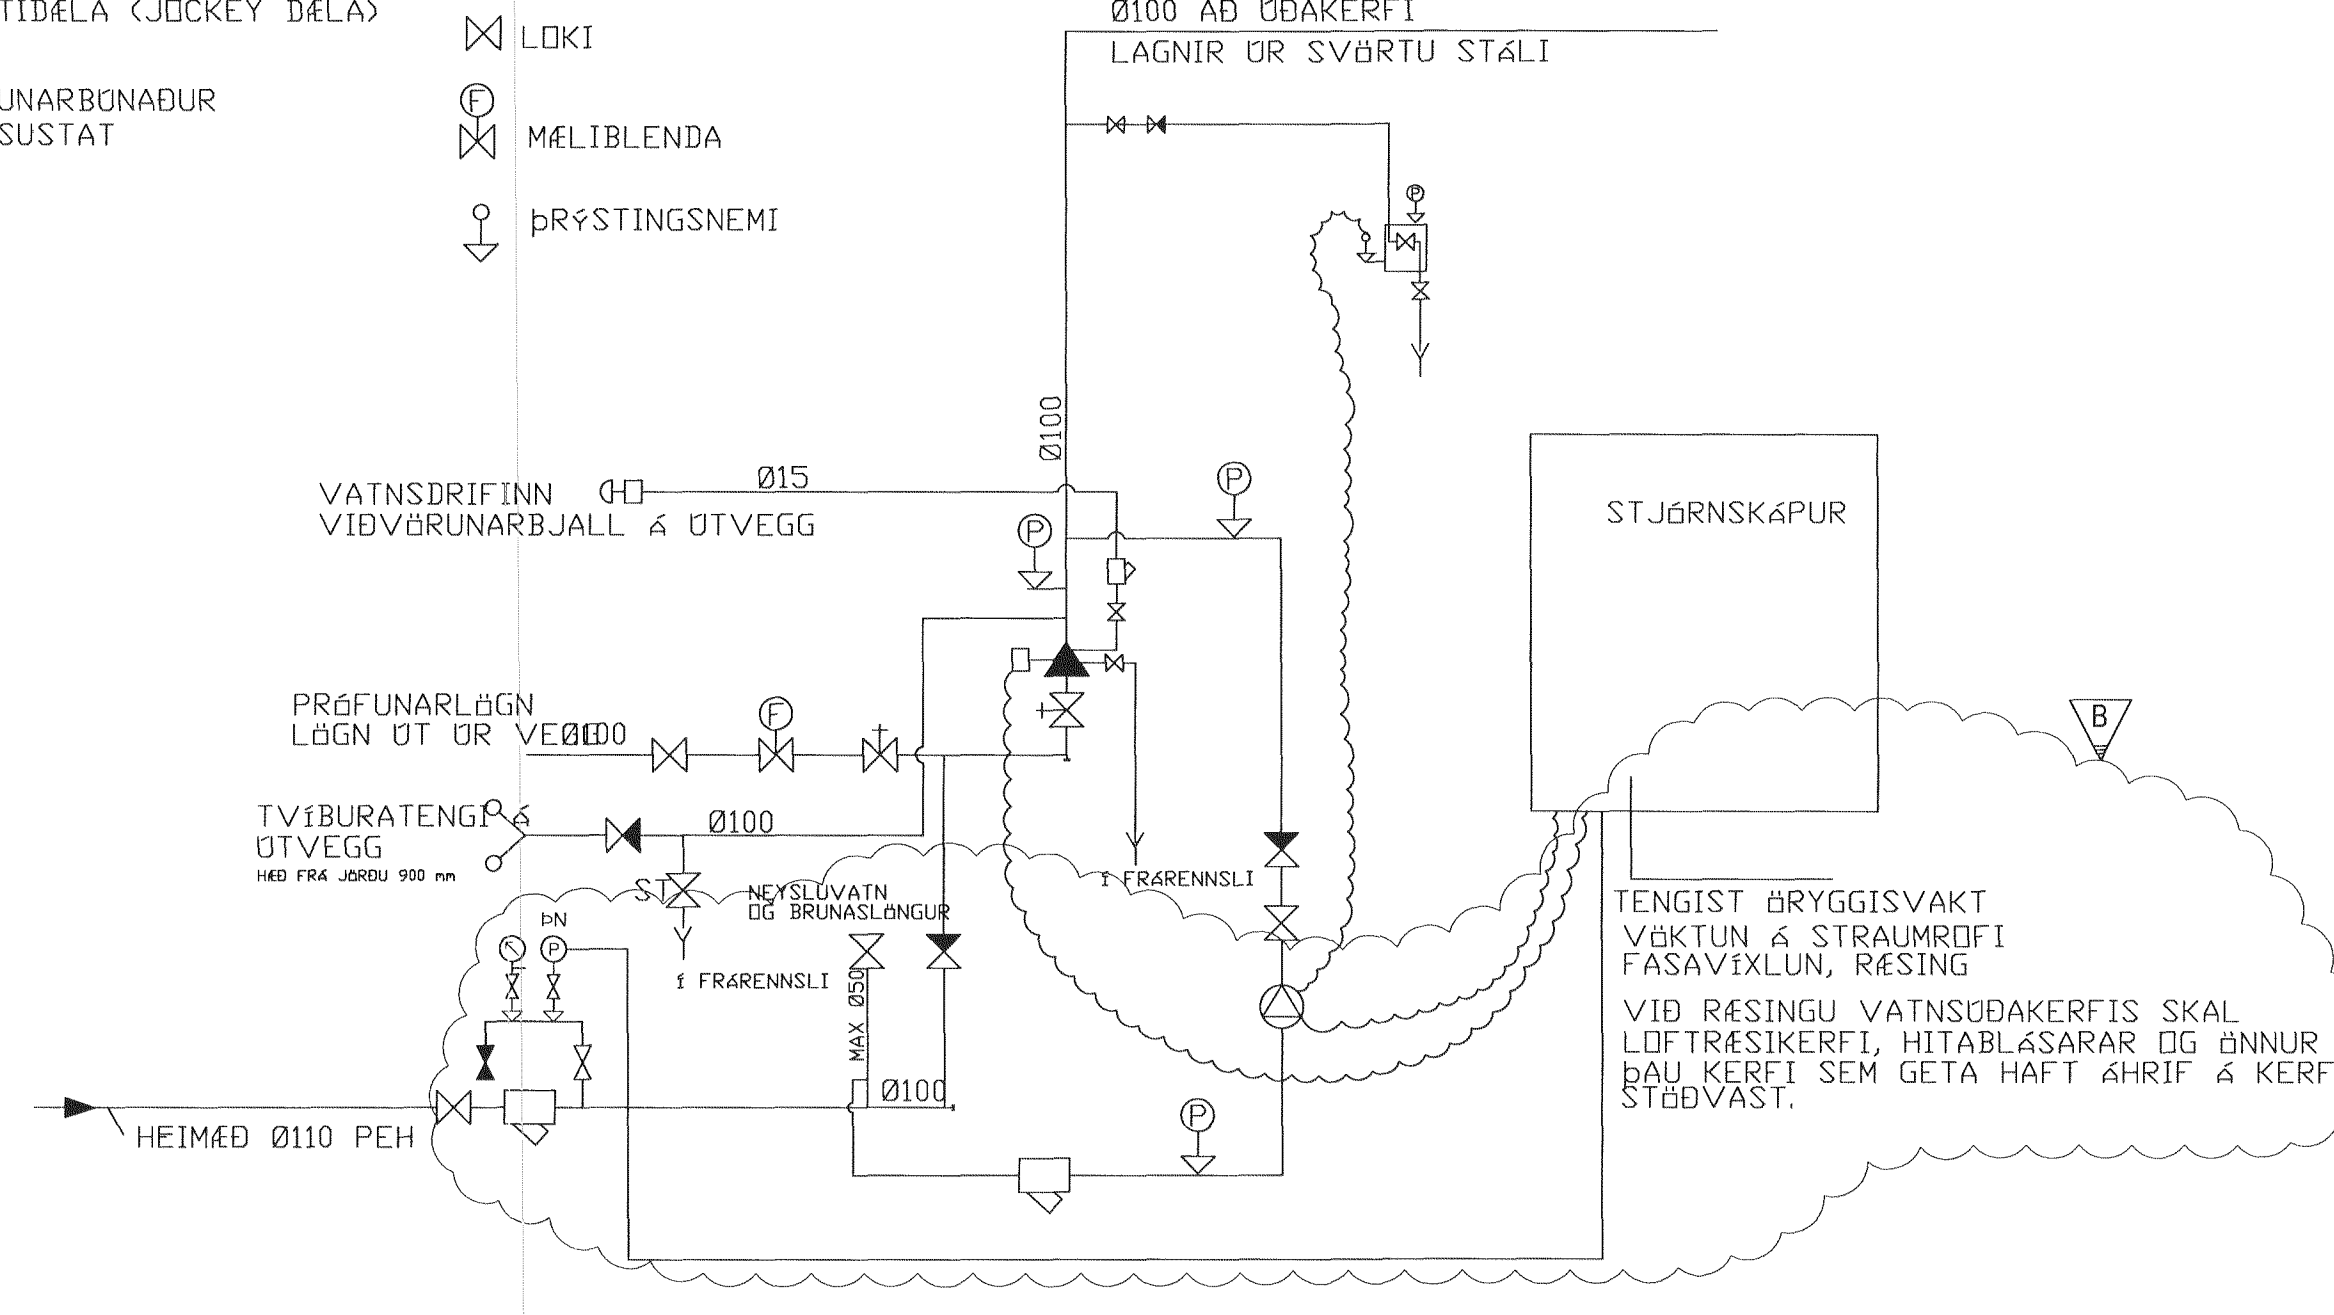 TIDÆLA (JOCKEY DÆLA)
LOKI
UNARBÚNAÐUR
SUSTAT
F
MÆLIBLENDA
ÞRÝSTINGSNEMI
Ø100 AÐ ÚÐAKERFI
LAGNIR ÚR SVÖRTU STÁLI
P
Ø100
VATNSDRIFINN
VIÐVÖRUNARBJALL Á ÚTVEGG
Ø15
P
P
STJÓRNSKÁPUR
PRÓFUNARLÖGN
LÖGN ÚT ÚR VEGG
Ø100
F
B
TVÍBURATENGI Á
ÚTVEGG
HÆÐ FRÁ JÖRÐU 900 mm
Ø100
ST
Í FRÁRENNSLI
NEYSLUVATN
OG BRUNASLÖNGUR
Í FRÁRENNSLI
ÞN
P
MAX Ø50
Ø100
HEIMÆÐ Ø110 PEH
P
TENGIST ÖRYGGISVAKT
VÖKTUN Á STRAUMROFI
FASAVÍXLUN, RÆSING
VIÐ RÆSINGU VATNSÚÐAKERFIS SKAL
LOFTRÆSIKERFI, HITABLÁSARAR OG ÖNNUR
ÞAU KERFI SEM GETA HAFT ÁHRIF Á KERF
STÖÐVAST.